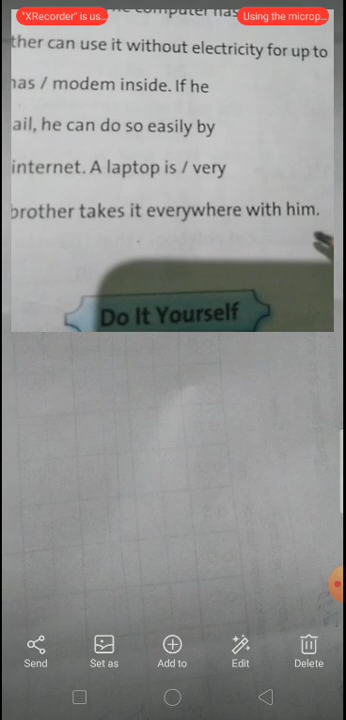 "XRecorder" is us...
Using the microp...
computer has
ther can use it without electricity for up to
has / modem inside. If he
ail, he can do so easily by
internet. A laptop is / very
brother takes it everywhere with him.
Do It Yourself
Send
Set as
Add to
Edit
Delete